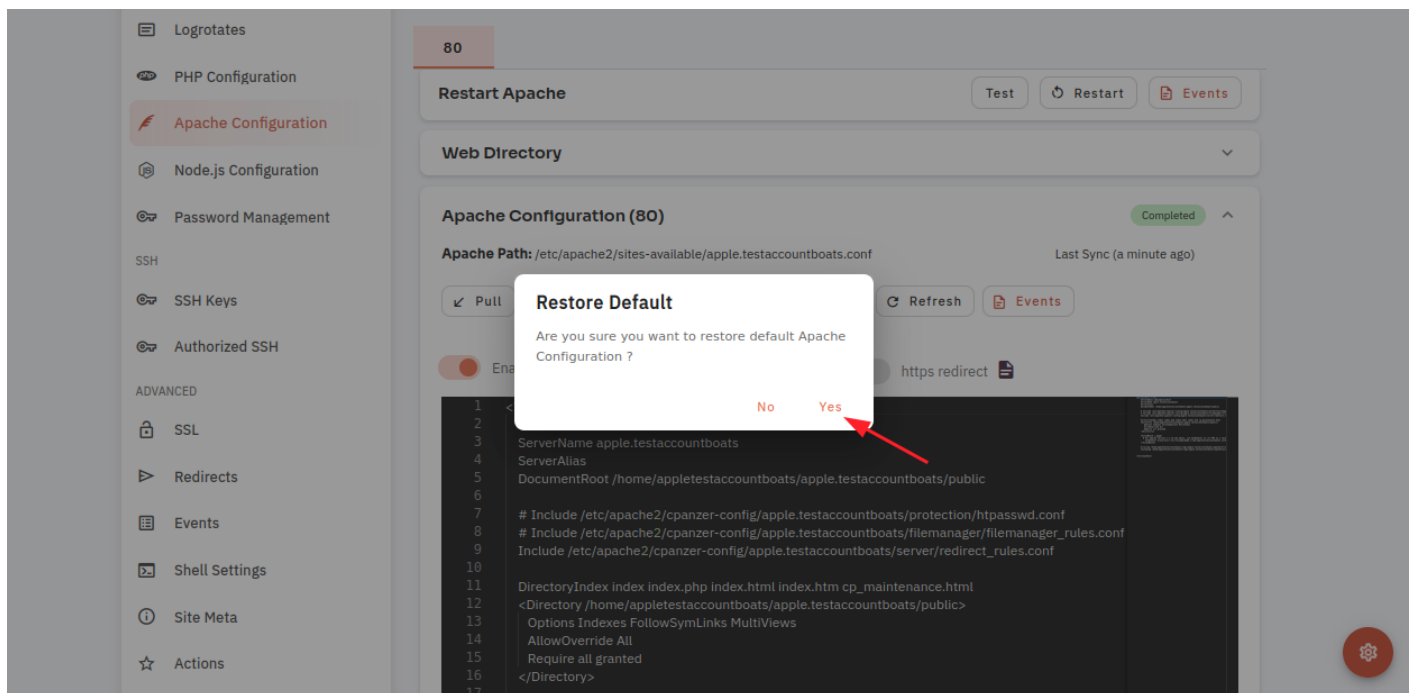 Logrotates
PHP Configuration
Apache Configuration
Node.js Configuration
Password Management
SSH
SSH Keys
Authorized SSH
ADVANCED
SSL
Redirects
Events
Shell Settings
Site Meta
Actions
80
Restart Apache
Test
Restart
Events
Web Directory
Apache Configuration (80)
Completed
Apache Path: /etc/apache2/sites-available/apple.testaccountboats.conf
Last Sync (a minute ago)
Pull
Refresh
Events
https redirect
Restore Default
Are you sure you want to restore default Apache
Configuration ?
No
Yes
1 <
2
3 ServerName apple.testaccountboats
4 ServerAlias
5 DocumentRoot /home/appletestaccountboats/apple.testaccountboats/public
6
7 # Include /etc/apache2/cpanzer-config/apple.testaccountboats/protection/htpasswd.conf
8 # Include /etc/apache2/cpanzer-config/apple.testaccountboats/filemanager/filemanager_rules.conf
9 Include /etc/apache2/cpanzer-config/apple.testaccountboats/server/redirect_rules.conf
10
11 DirectoryIndex index index.php index.html index.htm cp_maintenance.html
12 <Directory /home/appletestaccountboats/apple.testaccountboats/public>
13 Options Indexes FollowSymLinks MultiViews
14 AllowOverride All
15 Require all granted
16 </Directory>
17